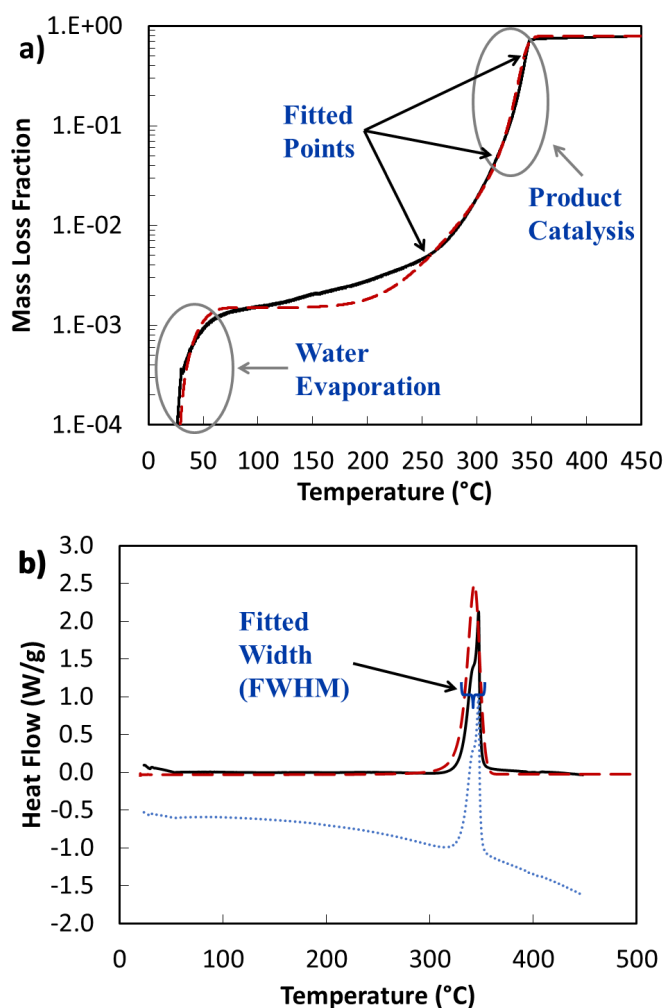 a)
1.E+00
1.E-01
1.E-02
1.E-03
1.E-04
Mass Loss Fraction
Fitted
Points
Product
Catalysis
Water
Evaporation
0 50 100 150 200 250 300 350 400 450
Temperature (°C)
b)
3.0
2.5
2.0
1.5
1.0
0.5
0.0
-0.5
-1.0
-1.5
-2.0
Heat Flow (W/g)
Fitted
Width
(FWHM)
0 100 200 300 400 500
Temperature (°C)